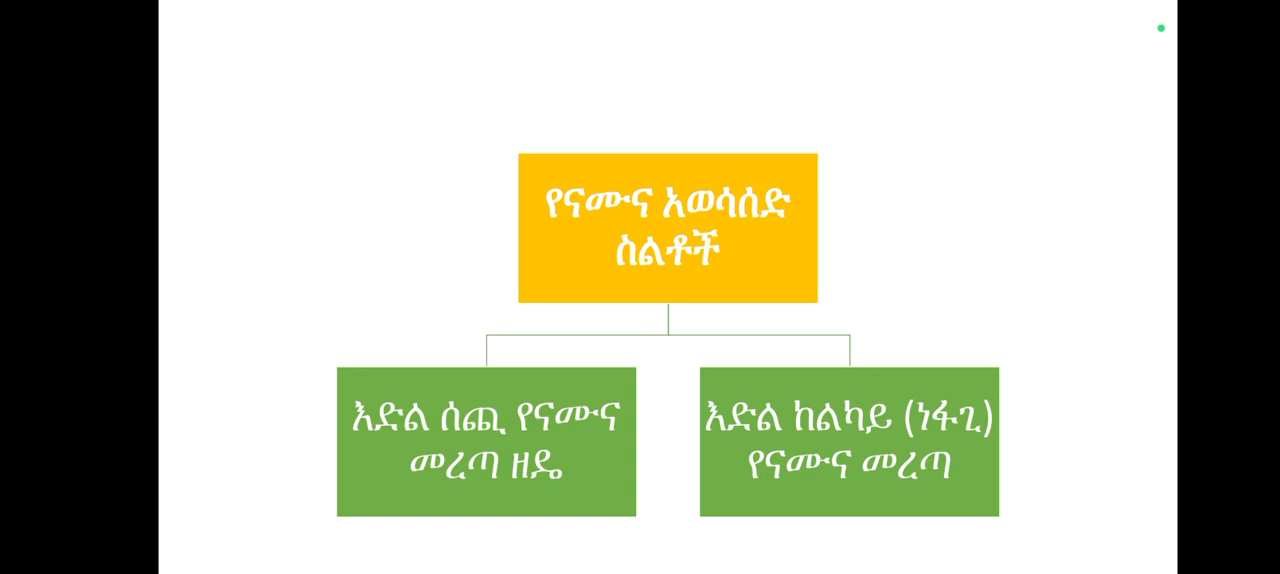 የናሙና አወሳሰድ
ስልቶች
እድል ሰጪ የናሙና
መረጣ ዘዴ
እድል ከልካይ (ነፋጊ)
የናሙና መረጣ